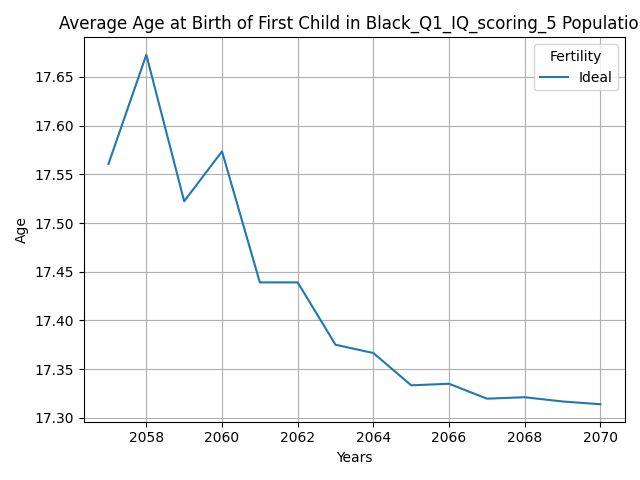 Average Age at Birth of First Child in Black_Q1_IQ_scoring_5 Populatio
Fertility
Ideal
17.65
17.60
17.55
17.50
17.45
17.40
17.35
17.30
Age
2058 2060 2062 2064 2066 2068 2070
Years